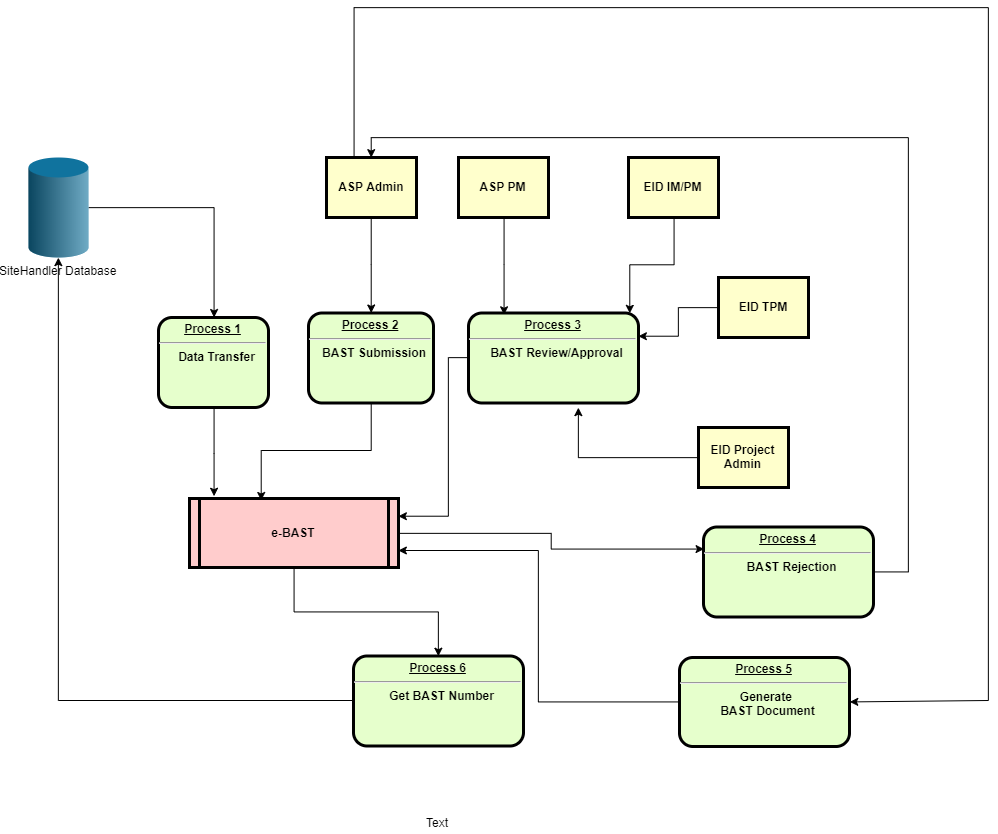 ASP Admin
ASP PM
EID IM/PM
SiteHandler Database
EID TPM
Process 1
Data Transfer
Process 2
BAST Submission
Process 3
BAST Review/Approval
EID Project
Admin
e-BAST
Process 4
BAST Rejection
Process 6
Get BAST Number
Process 5
Generate
BAST Document
Text